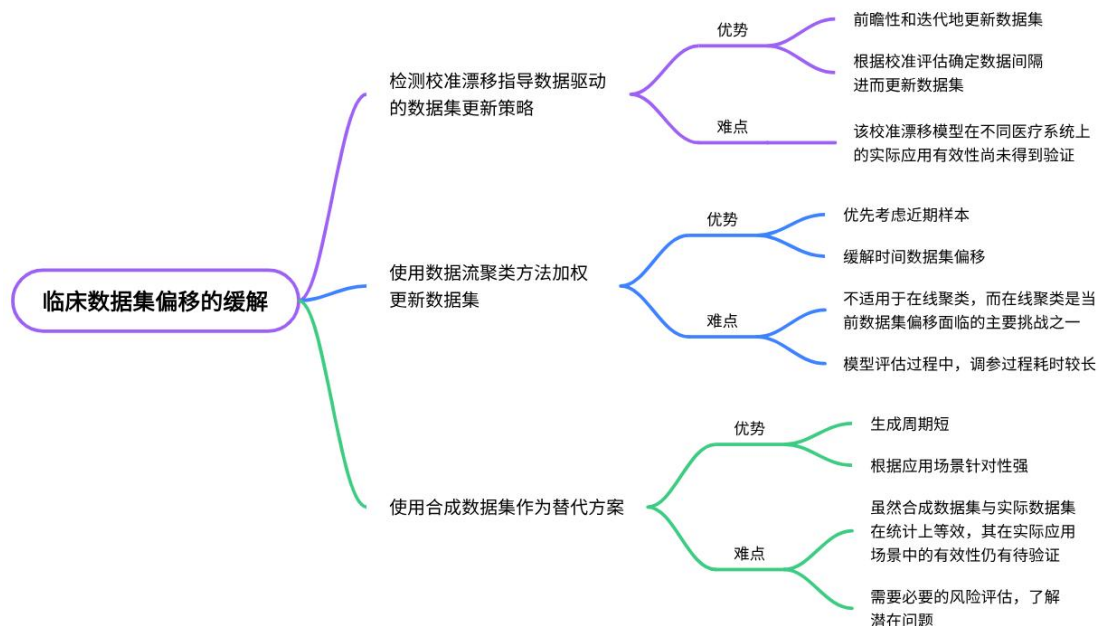 临床数据集偏移的缓解
检测校准漂移指导数据驱动
的数据集更新策略
优势
前瞻性和迭代地更新数据集
根据校准评估确定数据间隔
进而更新数据集
难点
该校准漂移模型在不同医疗系统上
的实际应用有效性尚未得到验证
使用数据流聚类方法加权
更新数据集
优势
优先考虑近期样本
缓解时间数据集偏移
难点
不适用于在线聚类，而在线聚类是当
前数据集偏移面临的主要挑战之一
模型评估过程中，调参过程耗时较长
使用合成数据集作为替代方案
优势
生成周期短
根据应用场景针对性强
难点
虽然合成数据集与实际数据集
在统计上等效，其在实际应用
场景中的有效性仍有待验证
需要必要的风险评估，了解
潜在问题